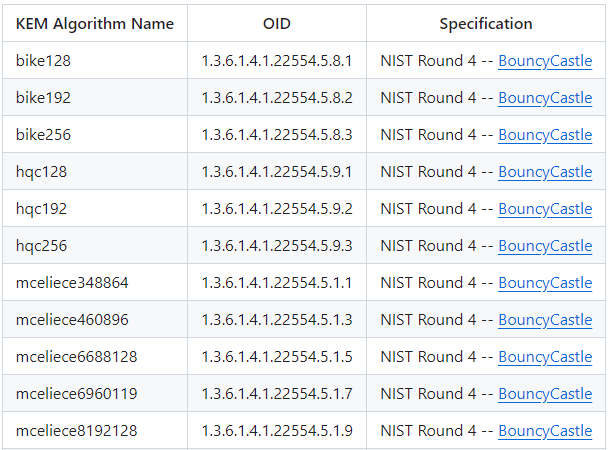 KEM Algorithm Name OID Specification
bike128 1.3.6.1.4.1.22554.5.8.1 NIST Round 4 -- BouncyCastle
bike192 1.3.6.1.4.1.22554.5.8.2 NIST Round 4 -- BouncyCastle
bike256 1.3.6.1.4.1.22554.5.8.3 NIST Round 4 -- BouncyCastle
hqc128 1.3.6.1.4.1.22554.5.9.1 NIST Round 4 -- BouncyCastle
hqc192 1.3.6.1.4.1.22554.5.9.2 NIST Round 4 -- BouncyCastle
hqc256 1.3.6.1.4.1.22554.5.9.3 NIST Round 4 -- BouncyCastle
mceliece348864 1.3.6.1.4.1.22554.5.1.1 NIST Round 4 -- BouncyCastle
mceliece460896 1.3.6.1.4.1.22554.5.1.3 NIST Round 4 -- BouncyCastle
mceliece6688128 1.3.6.1.4.1.22554.5.1.5 NIST Round 4 -- BouncyCastle
mceliece6960119 1.3.6.1.4.1.22554.5.1.7 NIST Round 4 -- BouncyCastle
mceliece8192128 1.3.6.1.4.1.22554.5.1.9 NIST Round 4 -- BouncyCastle